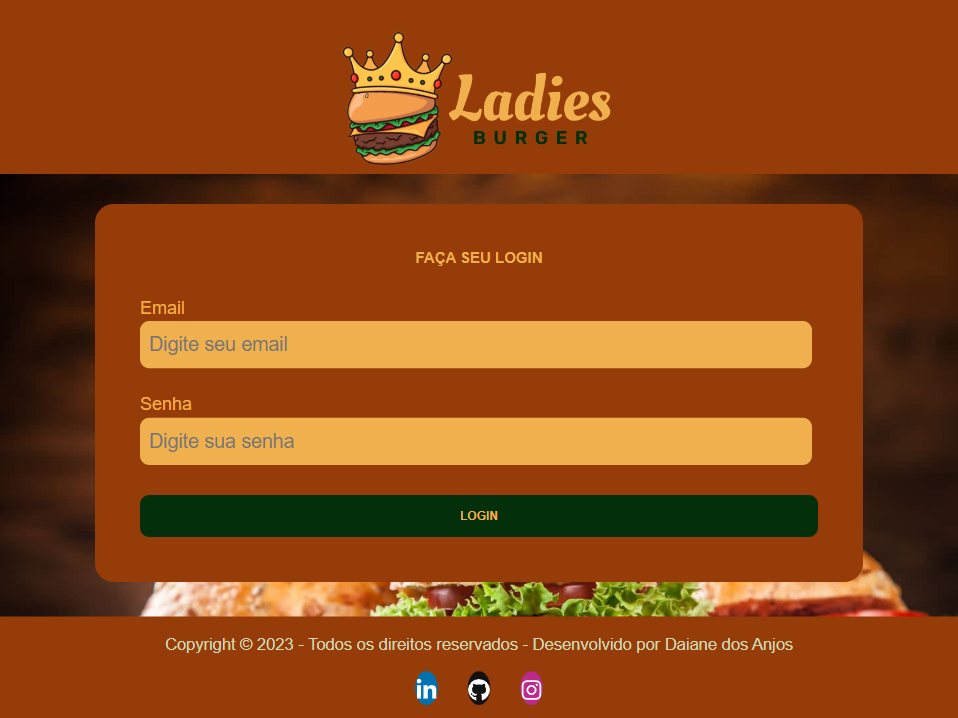 Ladies
BURGER
FAÇA SEU LOGIN
Email
Digite seu email
Senha
Digite sua senha
LOGIN
Copyright © 2023 - Todos os direitos reservados - Desenvolvido por Daiane dos Anjos
in